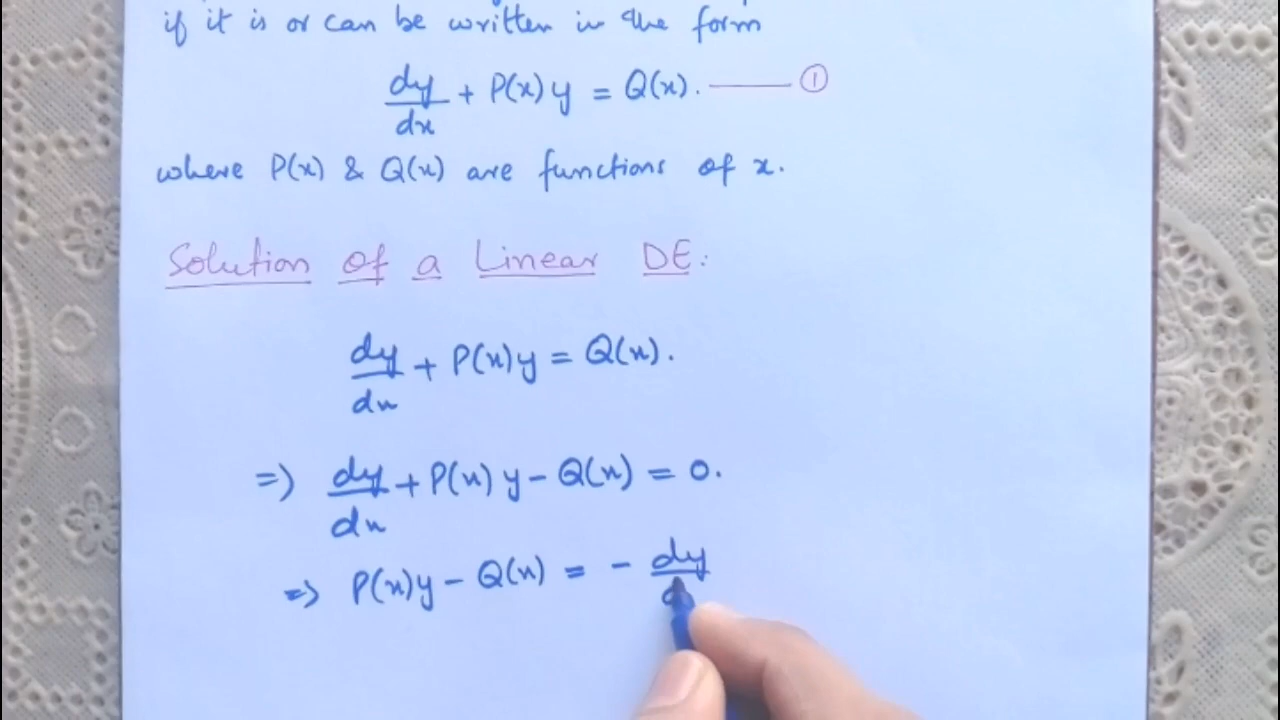 if it is or can be written in the form
dy/dx + P(x) y = Q(x). —— ①
where P(x) & Q(x) are functions of x.
Solution of a Linear DE:
dy/dx + P(x)y = Q(x).
=> dy/dx + P(x) y - Q(x) = 0.
=> P(x)y - Q(x) = - dy/d